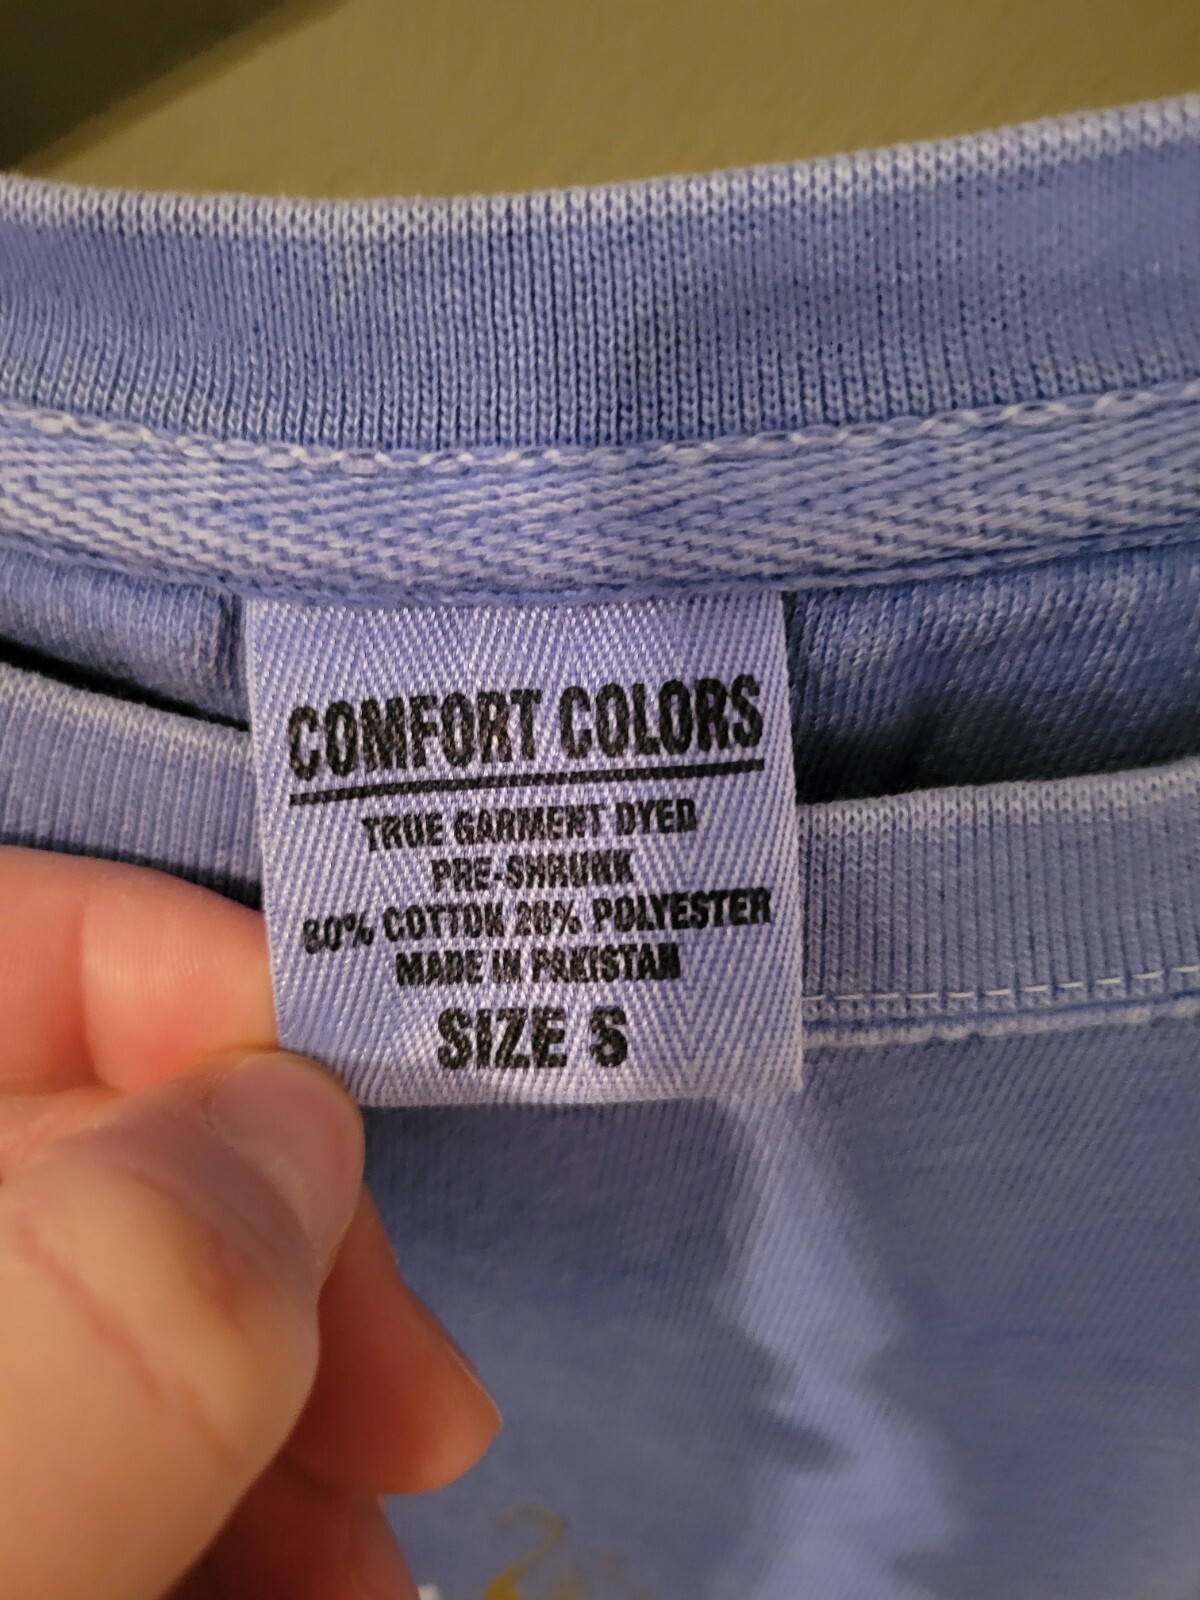 COMFORT COLORS
TRUE GARMENT DYED
PRE-SHRUNK
80% COTTON 20% POLYESTER
MADE IN PAKISTAN
SIZE S